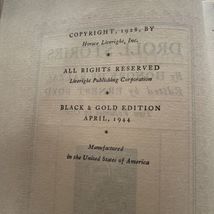 COPYRIGHT, 1928, BY
Horace Liveright, Inc.
ALL RIGHTS RESERVED
Liveright Publishing Corporation
BLACK & GOLD EDITION
APRIL, 1944
Manufactured
in the United States of America